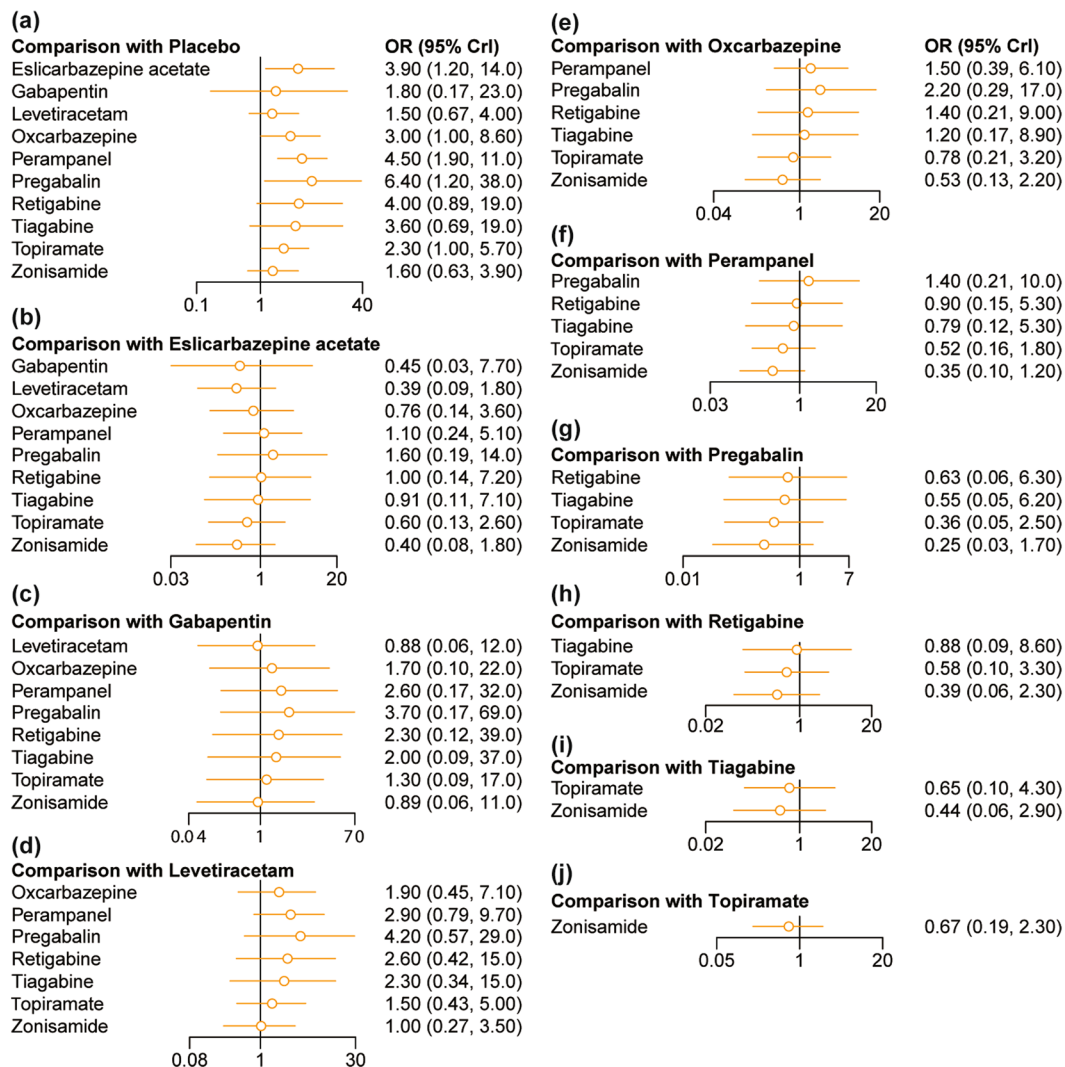 (a)
Comparison with Placebo OR (95% CrI)
Eslicarbazepine acetate 3.90 (1.20, 14.0)
Gabapentin 1.80 (0.17, 23.0)
Levetiracetam 1.50 (0.67, 4.00)
Oxcarbazepine 3.00 (1.00, 8.60)
Perampanel 4.50 (1.90, 11.0)
Pregabalin 6.40 (1.20, 38.0)
Retigabine 4.00 (0.89, 19.0)
Tiagabine 3.60 (0.69, 19.0)
Topiramate 2.30 (1.00, 5.70)
Zonisamide 1.60 (0.63, 3.90)
0.1 1 40
(b)
Comparison with Eslicarbazepine acetate
Gabapentin 0.45 (0.03, 7.70)
Levetiracetam 0.39 (0.09, 1.80)
Oxcarbazepine 0.76 (0.14, 3.60)
Perampanel 1.10 (0.24, 5.10)
Pregabalin 1.60 (0.19, 14.0)
Retigabine 1.00 (0.14, 7.20)
Tiagabine 0.91 (0.11, 7.10)
Topiramate 0.60 (0.13, 2.60)
Zonisamide 0.40 (0.08, 1.80)
0.03 1 20
(c)
Comparison with Gabapentin
Levetiracetam 0.88 (0.06, 12.0)
Oxcarbazepine 1.70 (0.10, 22.0)
Perampanel 2.60 (0.17, 32.0)
Pregabalin 3.70 (0.17, 69.0)
Retigabine 2.30 (0.12, 39.0)
Tiagabine 2.00 (0.09, 37.0)
Topiramate 1.30 (0.09, 17.0)
Zonisamide 0.89 (0.06, 11.0)
0.04 1 70
(d)
Comparison with Levetiracetam
Oxcarbazepine 1.90 (0.45, 7.10)
Perampanel 2.90 (0.79, 9.70)
Pregabalin 4.20 (0.57, 29.0)
Retigabine 2.60 (0.42, 15.0)
Tiagabine 2.30 (0.34, 15.0)
Topiramate 1.50 (0.43, 5.00)
Zonisamide 1.00 (0.27, 3.50)
0.08 1 30
(e)
Comparison with Oxcarbazepine OR (95% CrI)
Perampanel 1.50 (0.39, 6.10)
Pregabalin 2.20 (0.29, 17.0)
Retigabine 1.40 (0.21, 9.00)
Tiagabine 1.20 (0.17, 8.90)
Topiramate 0.78 (0.21, 3.20)
Zonisamide 0.53 (0.13, 2.20)
0.04 1 20
(f)
Comparison with Perampanel
Pregabalin 1.40 (0.21, 10.0)
Retigabine 0.90 (0.15, 5.30)
Tiagabine 0.79 (0.12, 5.30)
Topiramate 0.52 (0.16, 1.80)
Zonisamide 0.35 (0.10, 1.20)
0.03 1 20
(g)
Comparison with Pregabalin
Retigabine 0.63 (0.06, 6.30)
Tiagabine 0.55 (0.05, 6.20)
Topiramate 0.36 (0.05, 2.50)
Zonisamide 0.25 (0.03, 1.70)
0.01 1 7
(h)
Comparison with Retigabine
Tiagabine 0.88 (0.09, 8.60)
Topiramate 0.58 (0.10, 3.30)
Zonisamide 0.39 (0.06, 2.30)
0.02 1 20
(i)
Comparison with Tiagabine
Topiramate 0.65 (0.10, 4.30)
Zonisamide 0.44 (0.06, 2.90)
0.02 1 20
(j)
Comparison with Topiramate
Zonisamide 0.67 (0.19, 2.30)
0.05 1 20